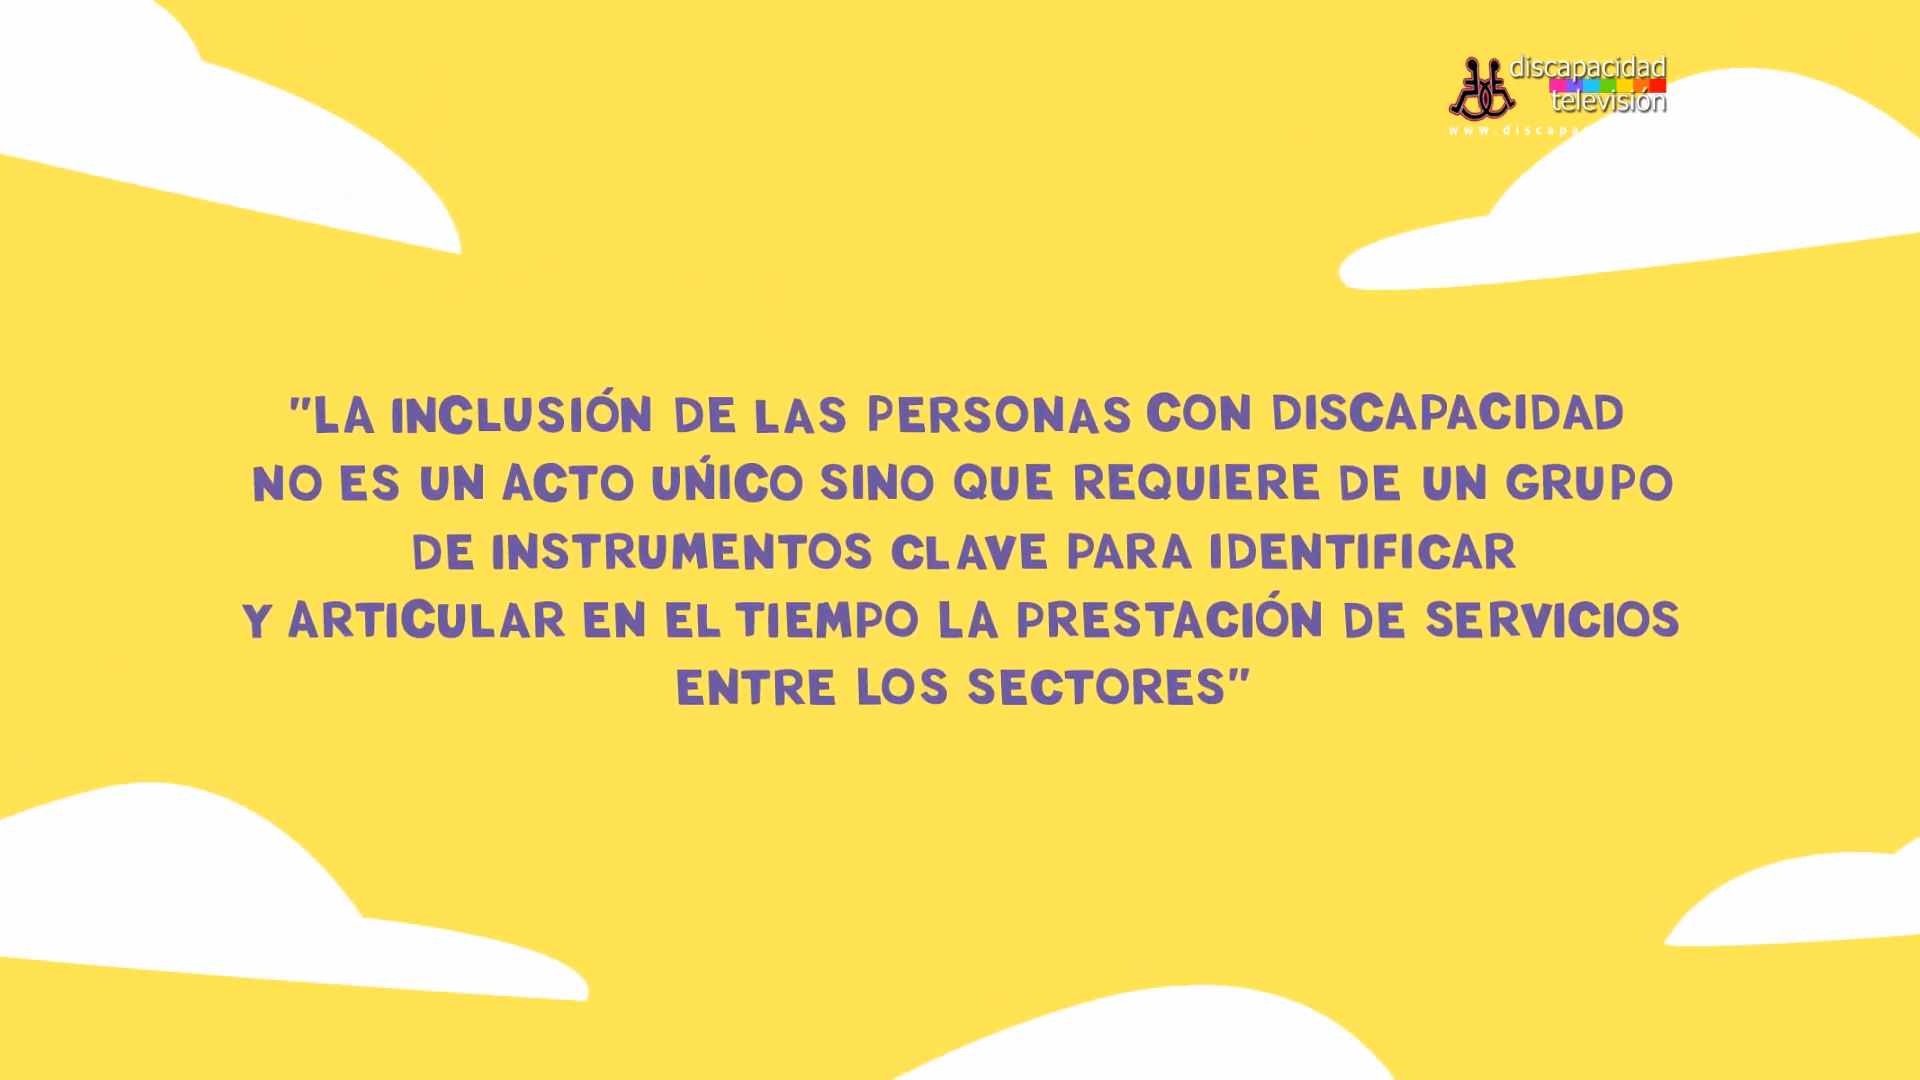 discapacidad
televisión
"LA INCLUSIÓN DE LAS PERSONAS CON DISCAPACIDAD
NO ES UN ACTO UŃICO SINO QUE REQUIERE DE UN GRUPO
DE INSTRUMENTOS CLAVE PARA IDENTIFICAR
Y ARTICULAR EN EL TIEMPO LA PRESTACIÓN DE SERVICIOS
ENTRE LOS SECTORES"